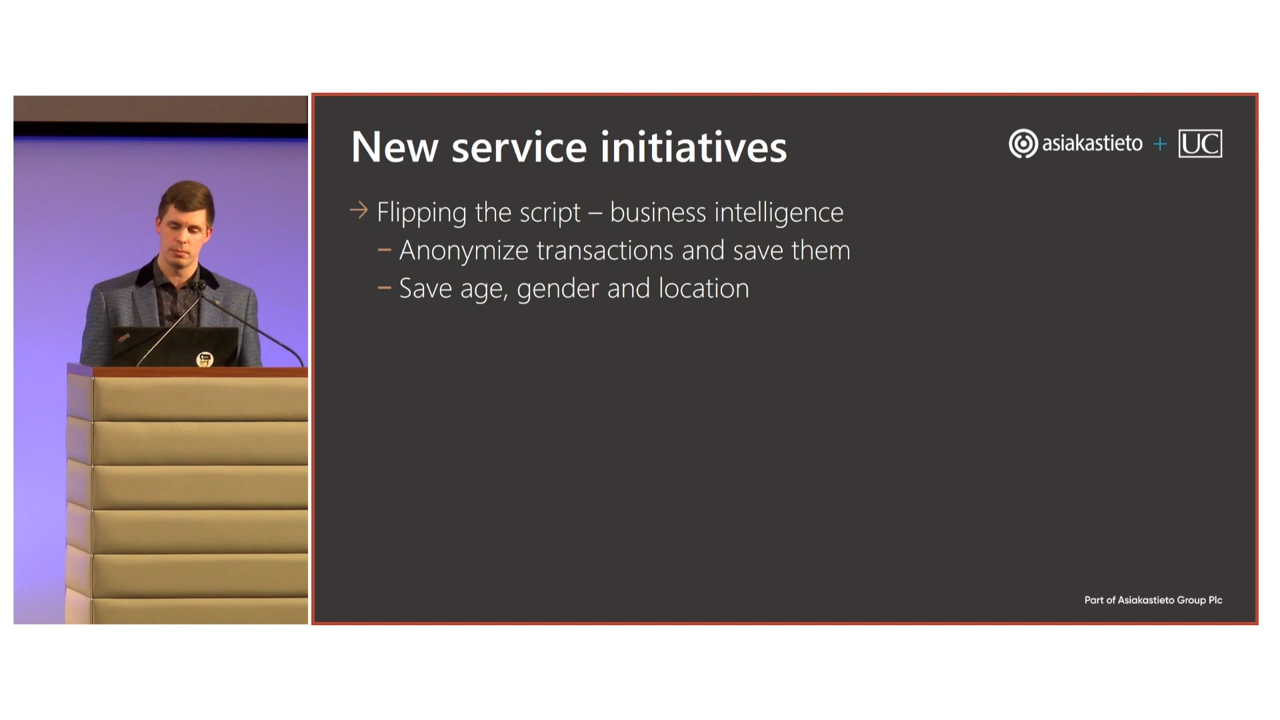 New service initiatives
asiakastieto + UC
→ Flipping the script – business intelligence
– Anonymize transactions and save them
– Save age, gender and location
Part of Asiakastieto Group Plc